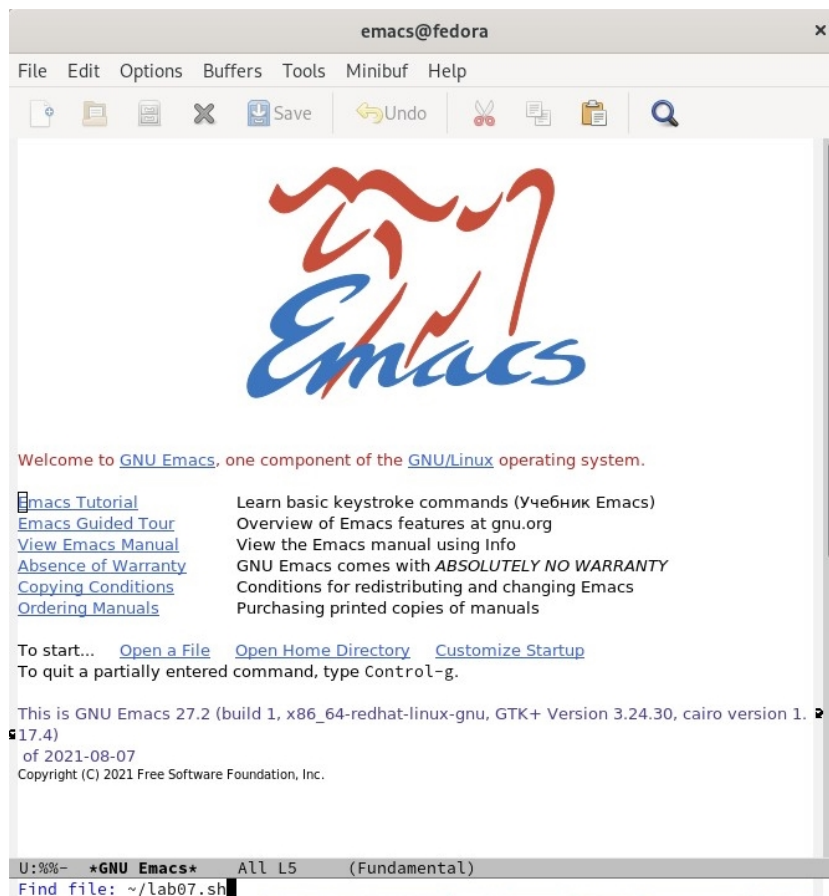 emacs@fedora ×
File Edit Options Buffers Tools Minibuf Help
Save Undo
Emacs
Welcome to GNU Emacs, one component of the GNU/Linux operating system.
Emacs Tutorial Learn basic keystroke commands (Учебник Emacs)
Emacs Guided Tour Overview of Emacs features at gnu.org
View Emacs Manual View the Emacs manual using Info
Absence of Warranty GNU Emacs comes with ABSOLUTELY NO WARRANTY
Copying Conditions Conditions for redistributing and changing Emacs
Ordering Manuals Purchasing printed copies of manuals
To start... Open a File Open Home Directory Customize Startup
To quit a partially entered command, type Control-g.
This is GNU Emacs 27.2 (build 1, x86_64-redhat-linux-gnu, GTK+ Version 3.24.30, cairo version 1.
17.4)
of 2021-08-07
Copyright (C) 2021 Free Software Foundation, Inc.
U:%%- *GNU Emacs* All L5 (Fundamental)
Find file: ~/lab07.sh